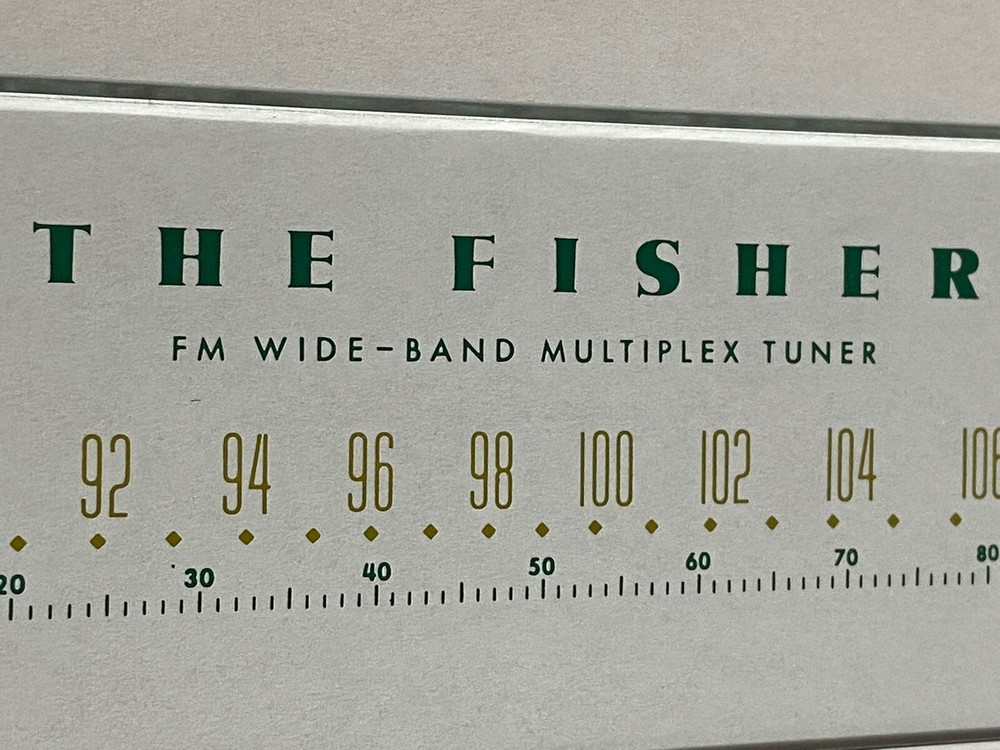 THE FISHER
FM WIDE-BAND MULTIPLEX TUNER
92 94 96 98 100 102 104 106
20 30 40 50 60 70 80